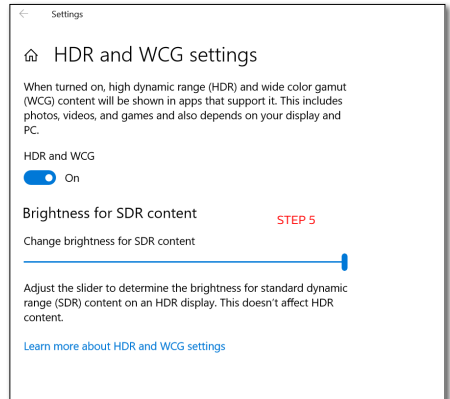 Settings
HDR and WCG settings
When turned on, high dynamic range (HDR) and wide color gamut
(WCG) content will be shown in apps that support it. This includes
photos, videos, and games and also depends on your display and
PC.
HDR and WCG
On
Brightness for SDR content
STEP 5
Change brightness for SDR content
Adjust the slider to determine the brightness for standard dynamic
range (SDR) content on an HDR display. This doesn't affect HDR
content.
Learn more about HDR and WCG settings